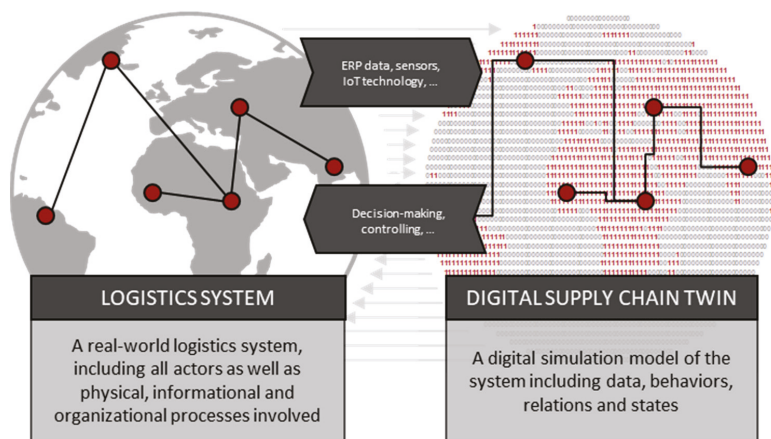 ERP data, sensors,
IoT technology, ...
Decision-making,
controlling, ...
LOGISTICS SYSTEM
A real-world logistics system,
including all actors as well as
physical, informational and
organizational processes involved
DIGITAL SUPPLY CHAIN TWIN
A digital simulation model of the
system including data, behaviors,
relations and states